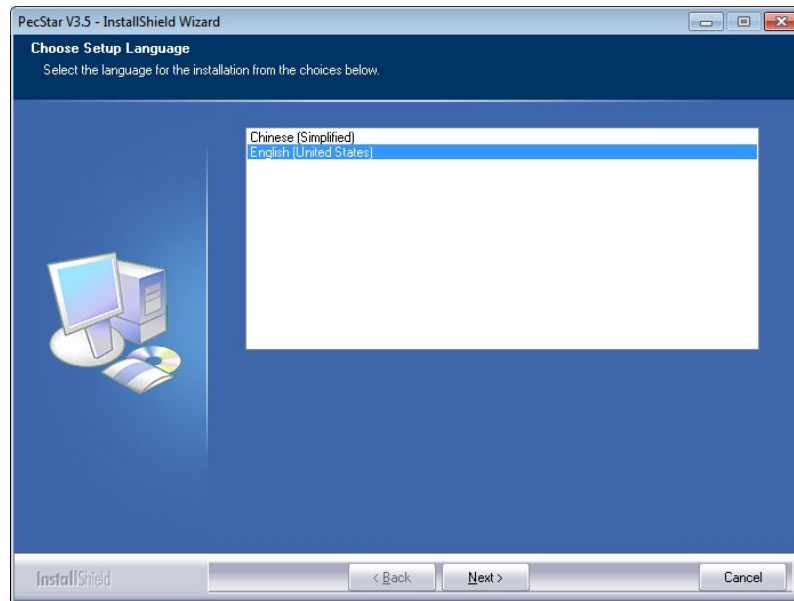 PecStar V3.5 - InstallShield Wizard
Choose Setup Language
Select the language for the installation from the choices below.
Chinese (Simplified)
English (United States)
InstallShield
< Back
Next >
Cancel